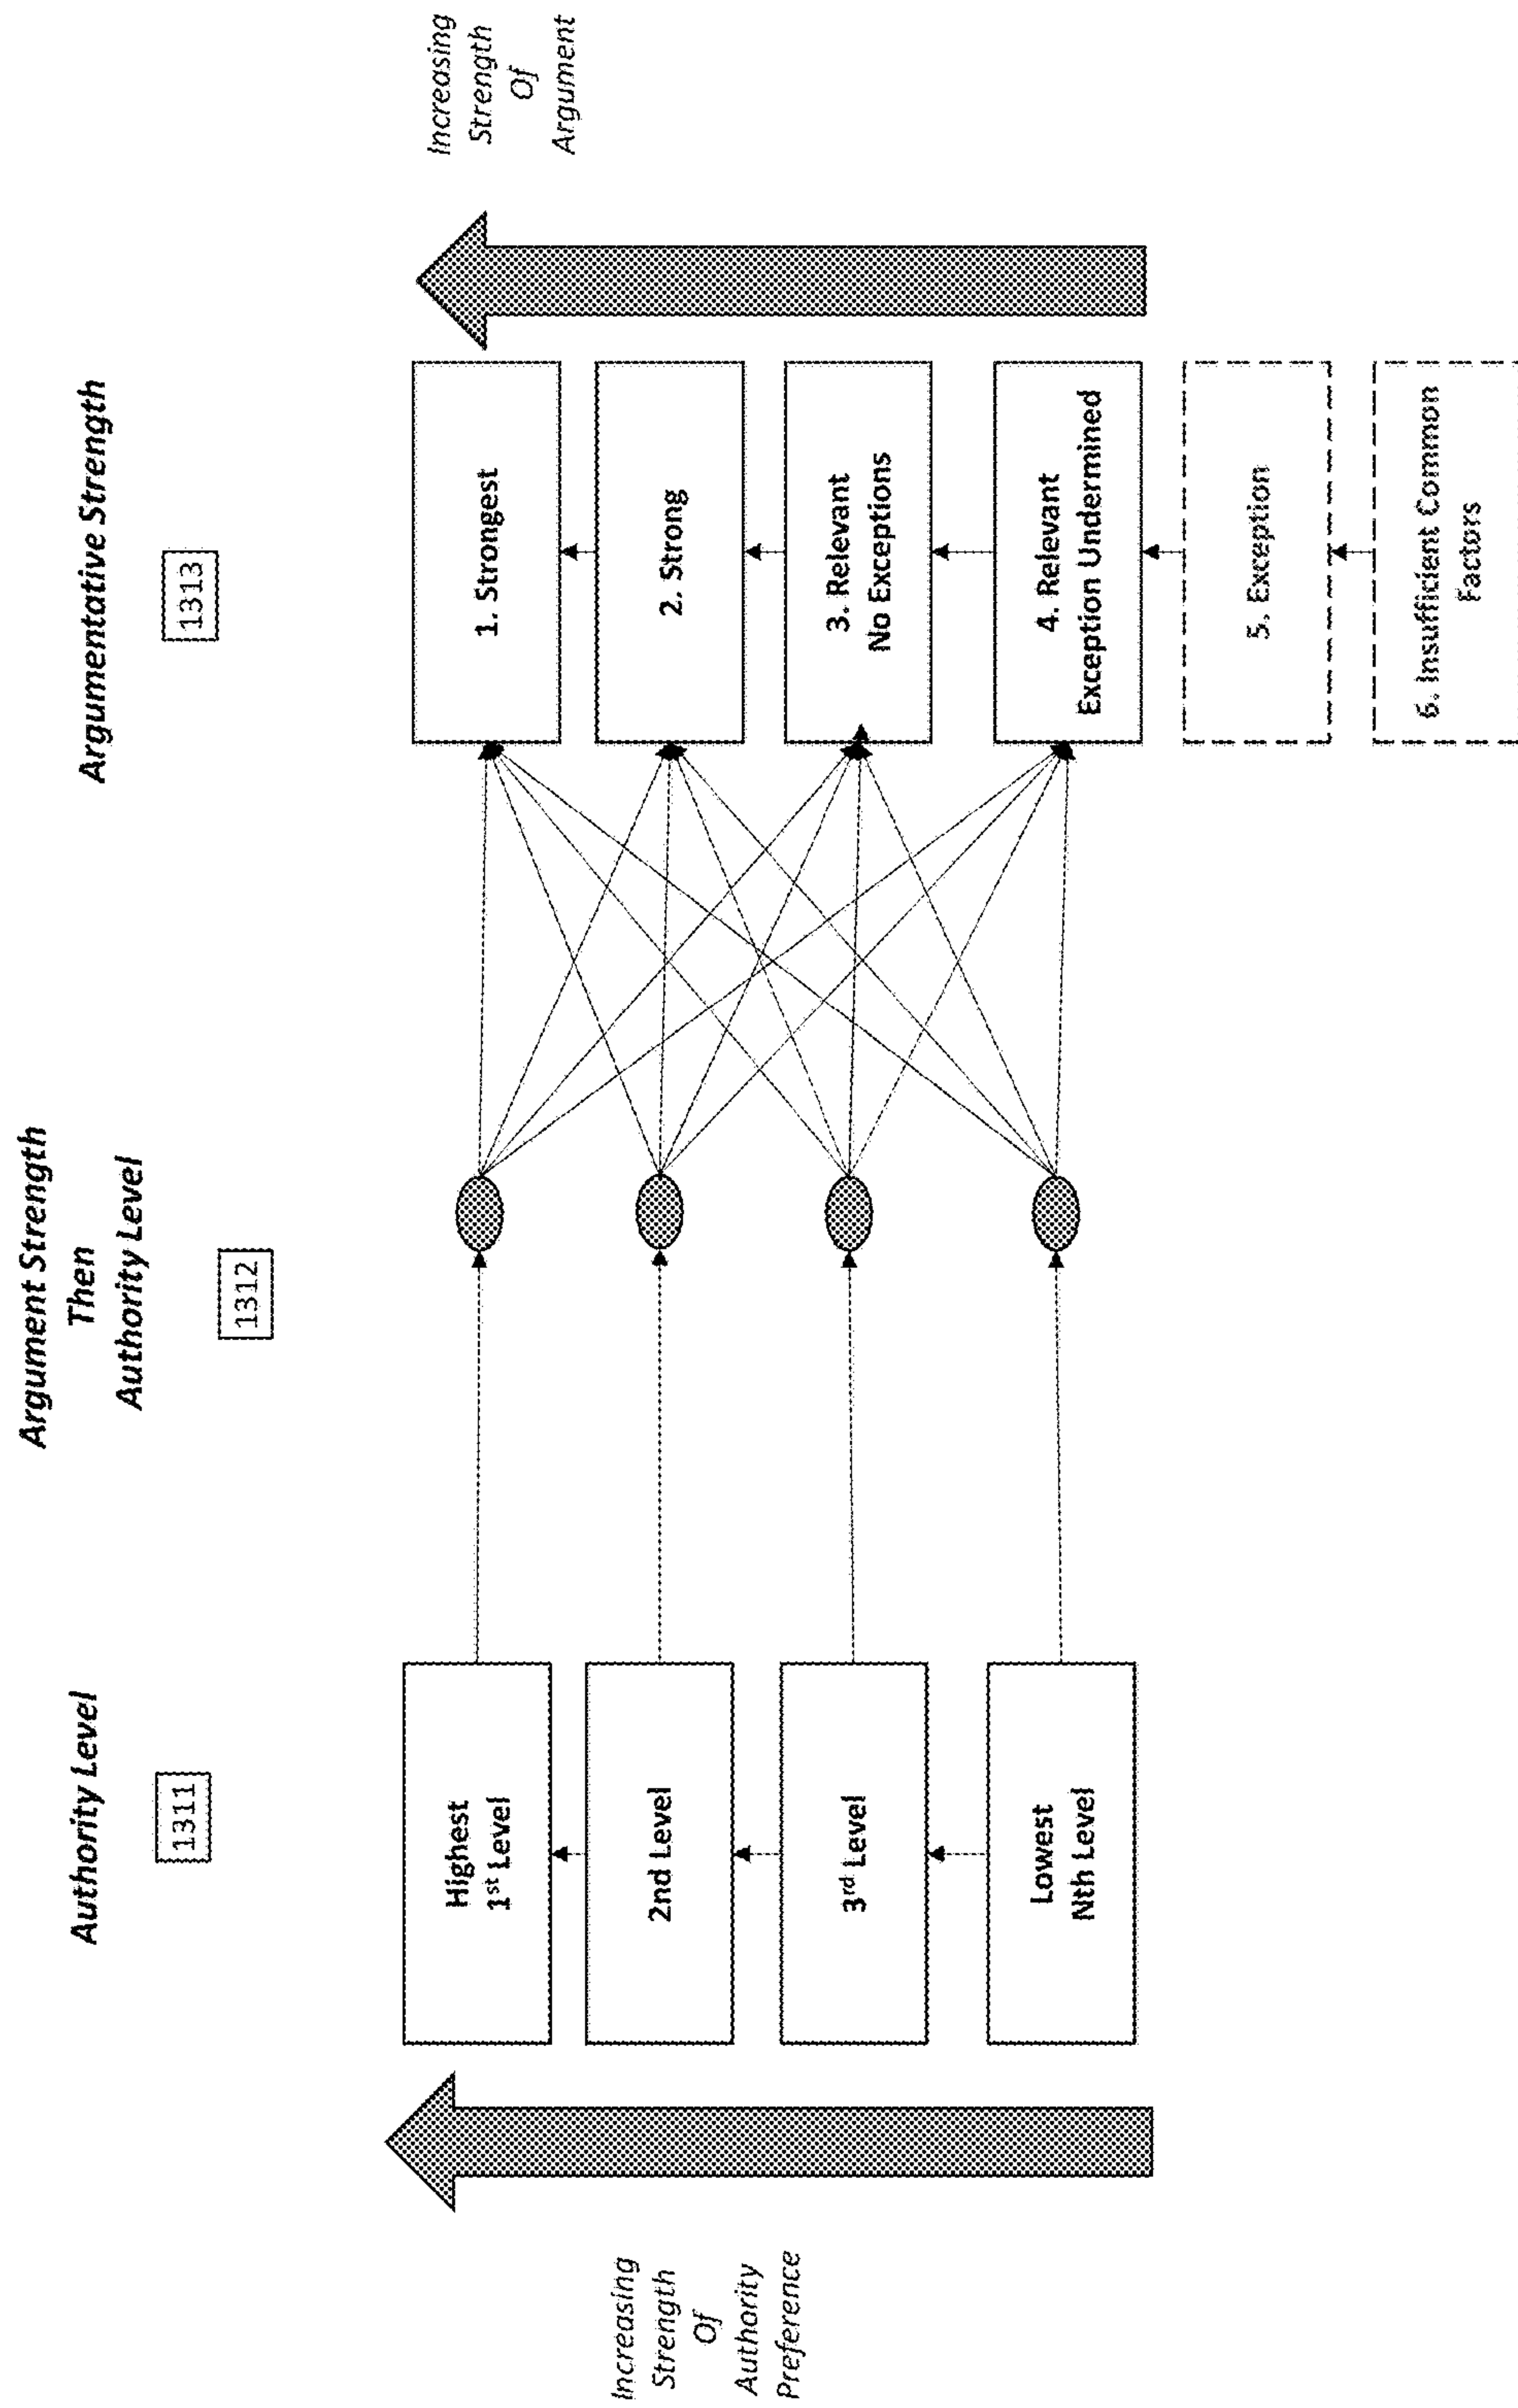 Authority Level
1311
Argument Strength
Then
Authority Level
1312
Argumentative Strength
1313
Increasing
Strength
Of
Authority
Preference
Highest
1st Level
2nd Level
3rd Level
Lowest
Nth Level
1. Strongest
2. Strong
3. Relevant
No Exceptions
4. Relevant
Exception Undermined
5. Exception
6. Insufficient Common
Factors
Increasing
Strength
Of
Argument